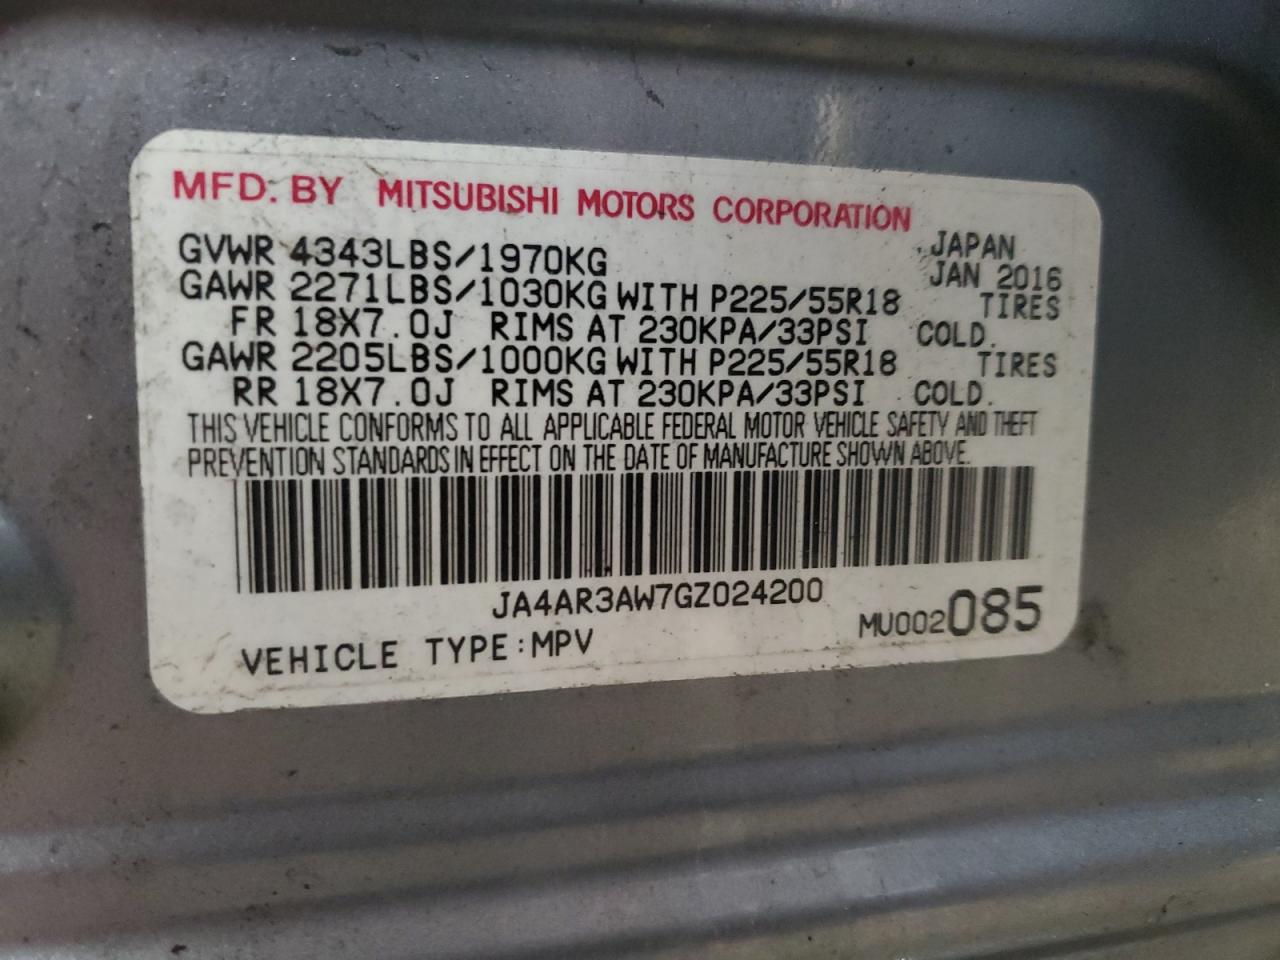 MFD. BY MITSUBISHI MOTORS CORPORATION
GVWR 4343LBS/1970KG JAPAN
JAN 2016
GAWR 2271LBS/1030KG WITH P225/55R18 TIRES
FR 18X7.0J RIMS AT 230KPA/33PSI COLD.
GAWR 2205LBS/1000KG WITH P225/55R18 TIRES
RR 18X7.0J RIMS AT 230KPA/33PSI COLD.
THIS VEHICLE CONFORMS TO ALL APPLICABLE FEDERAL MOTOR VEHICLE SAFETY AND THEFT
PREVENTION STANDARDS IN EFFECT ON THE DATE OF MANUFACTURE SHOWN ABOVE.
JA4AR3AW7GZ024200
MU002085
VEHICLE TYPE:MPV